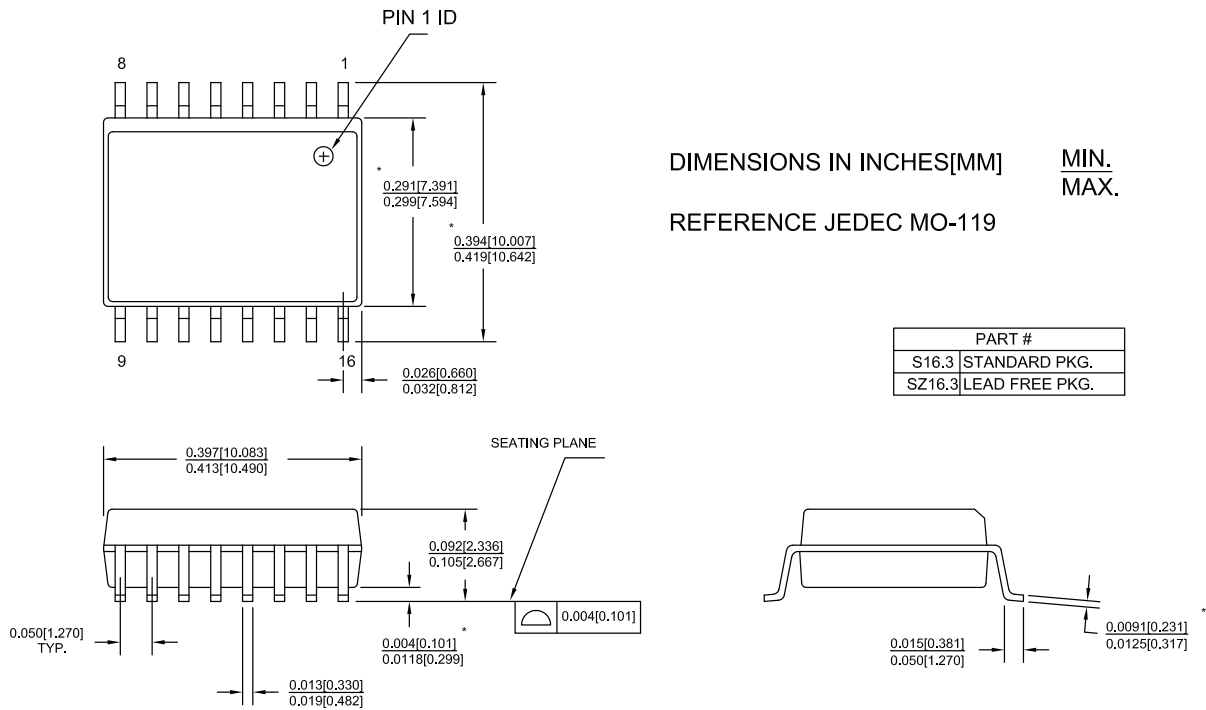 PIN 1 ID
8
1
*
0.291[7.391]
0.299[7.594]
*
0.394[10.007]
0.419[10.642]
9
16
0.026[0.660]
0.032[0.812]
DIMENSIONS IN INCHES[MM]
MIN.
MAX.
REFERENCE JEDEC MO-119
PART #
S16.3 STANDARD PKG.
SZ16.3 LEAD FREE PKG.
0.397[10.083]
0.413[10.490]
SEATING PLANE
0.092[2.336]
0.105[2.667]
0.004[0.101]
0.050[1.270]
TYP.
*
0.004[0.101]
0.0118[0.299]
0.013[0.330]
0.019[0.482]
*
0.0091[0.231]
0.0125[0.317]
0.015[0.381]
0.050[1.270]